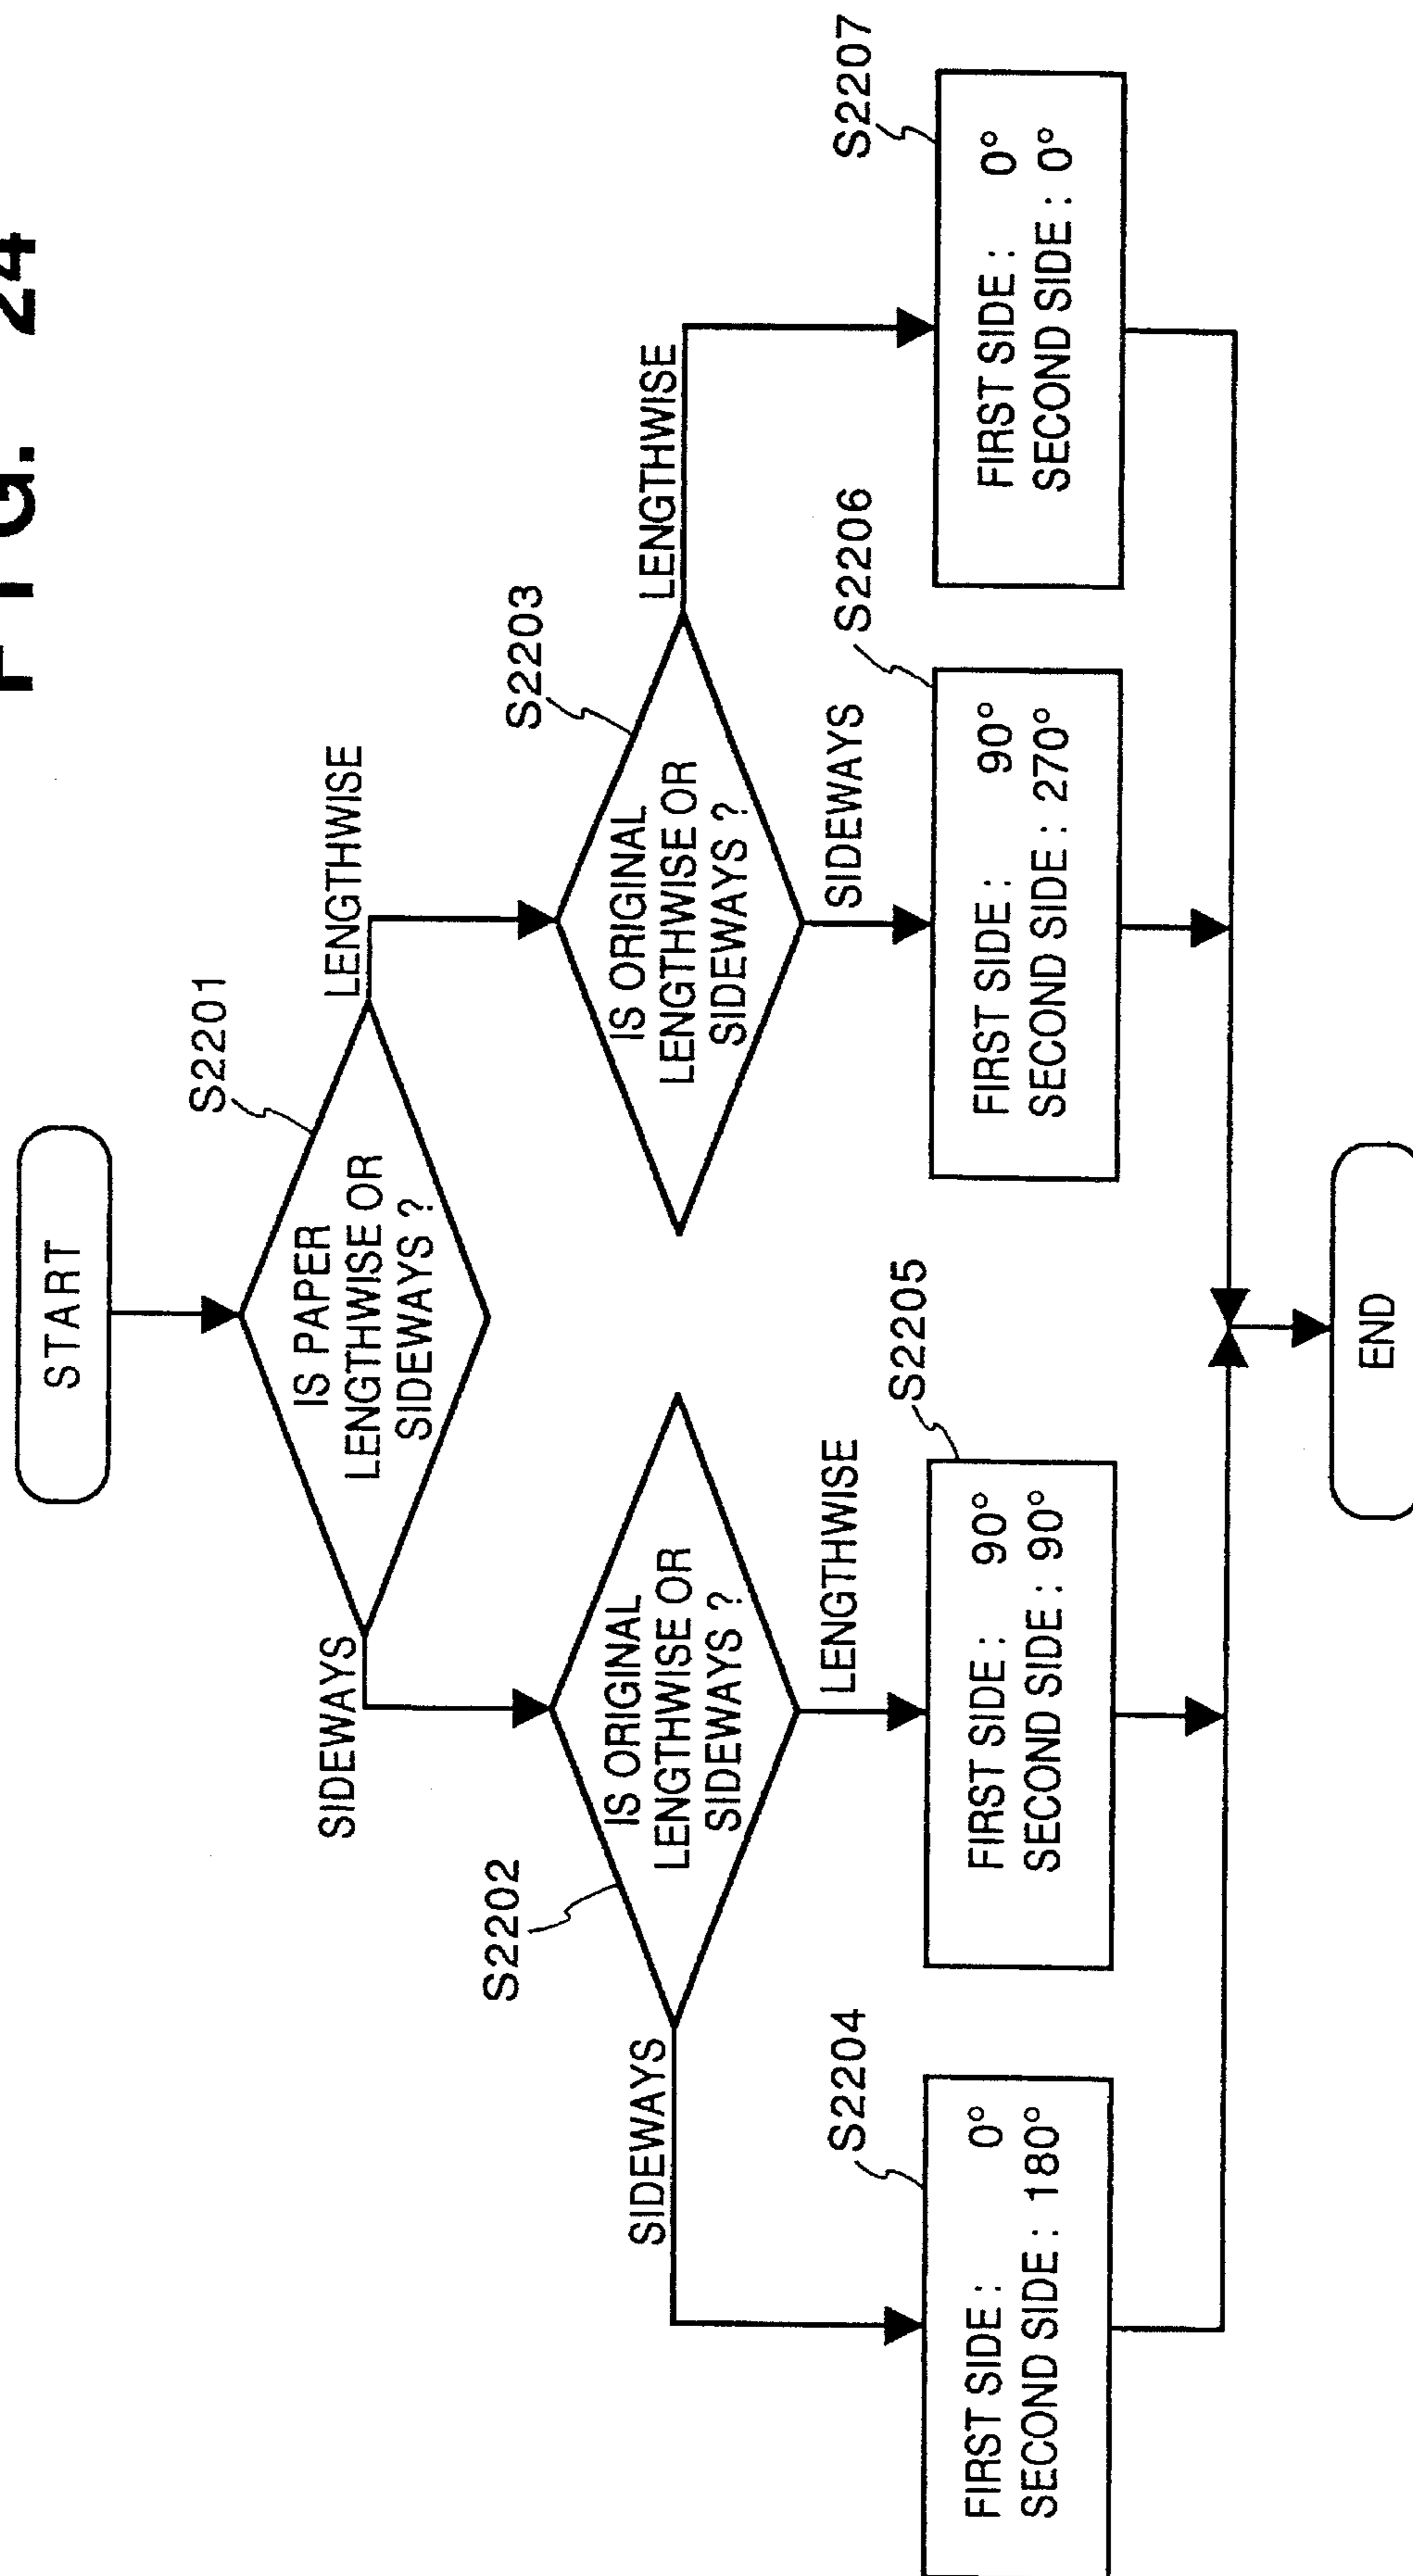 FIG. 24
START
S2201
IS PAPER
LENGTHWISE OR
SIDEWAYS ?
SIDEWAYS
LENGTHWISE
S2202
IS ORIGINAL
LENGTHWISE OR
SIDEWAYS ?
SIDEWAYS
LENGTHWISE
S2203
IS ORIGINAL
LENGTHWISE OR
SIDEWAYS ?
SIDEWAYS
LENGTHWISE
S2204
FIRST SIDE : 0°
SECOND SIDE : 180°
S2205
FIRST SIDE : 90°
SECOND SIDE : 90°
S2206
FIRST SIDE : 90°
SECOND SIDE : 270°
S2207
FIRST SIDE : 0°
SECOND SIDE : 0°
END